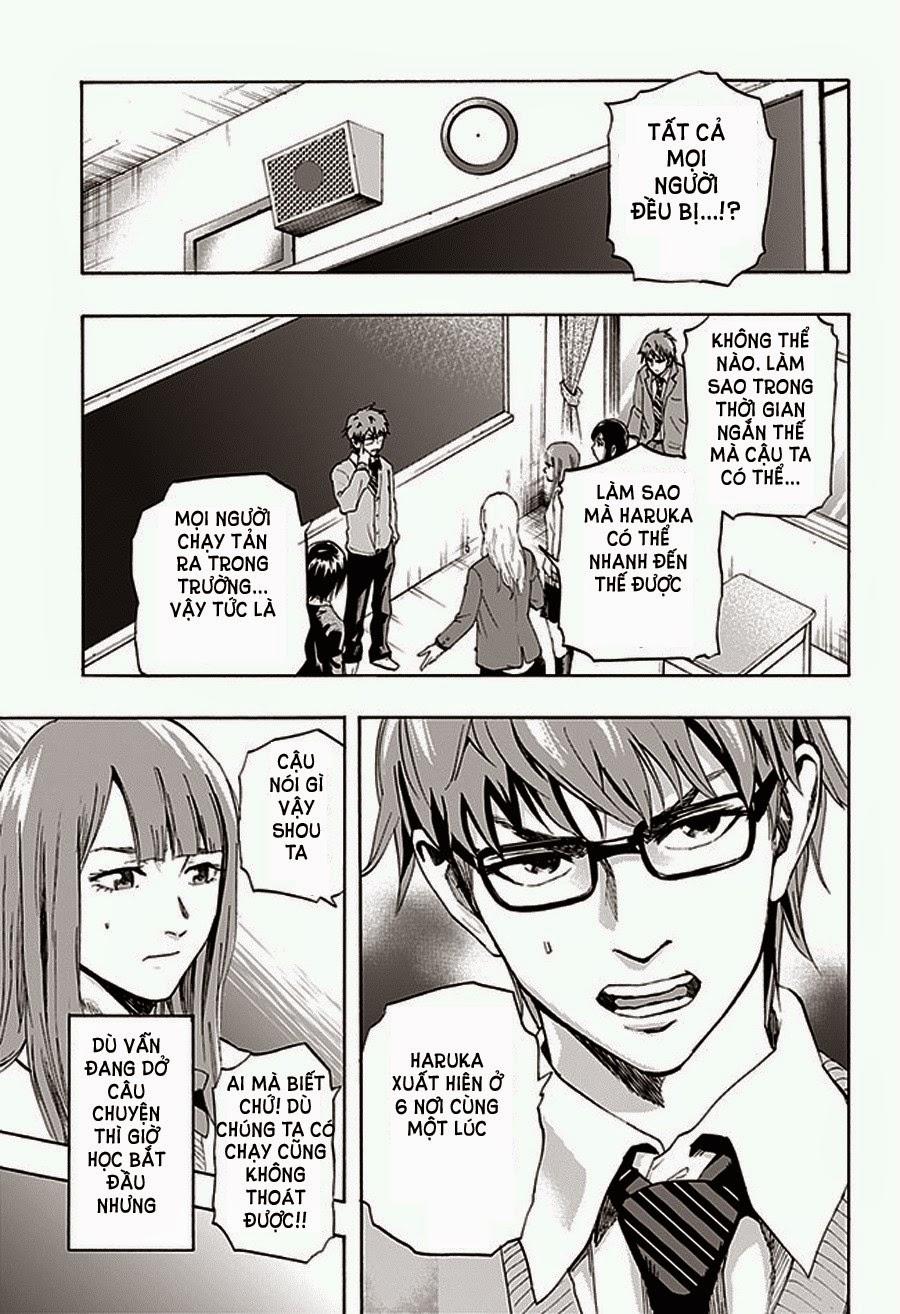 TẤT CẢ
MỌI
NGƯỜI
ĐỀU BỊ...!?
KHÔNG THỂ
NÀO. LÀM
SAO TRONG
THỜI GIAN
NGẮN THẾ
MÀ CẬU TA
CÓ THỂ...
LÀM SAO
MÀ HARUKA
CÓ THỂ
NHANH ĐẾN
THẾ ĐƯỢC
MỌI NGƯỜI
CHẠY TẢN
RA TRONG
TRƯỜNG...
VẬY TỨC LÀ
HARUKA
XUẤT HIÊN Ở
6 NƠI CÙNG
MỘT LÚC
CẬU
NÓI GÌ
VẬY
SHOU
TA
AI MÀ BIẾT
CHỨ! DÙ
CHÚNG TA CÓ
CHẠY CŨNG
KHÔNG
THOÁT
ĐƯỢC!!
DÙ VẪN
ĐANG DỞ
CÂU
CHUYỆN
THÌ GIỜ
HỌC BẮT
ĐẦU
NHƯNG